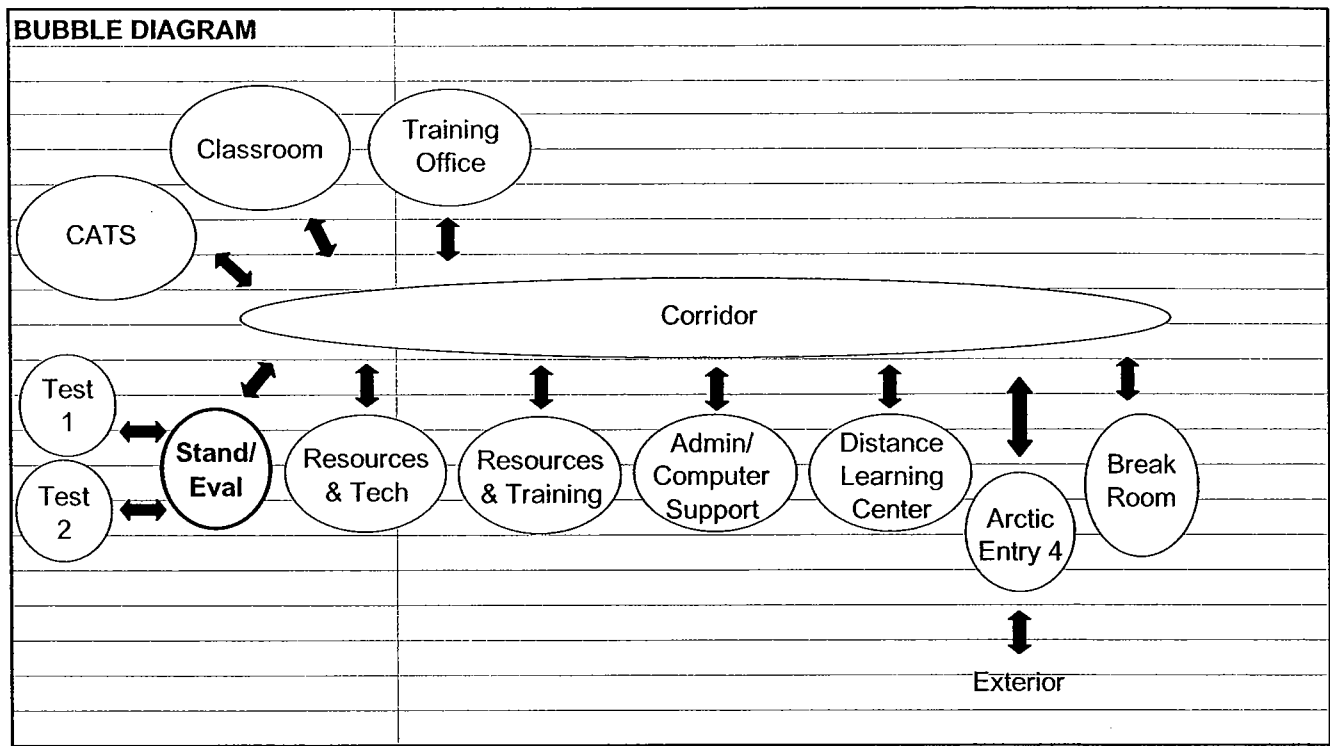 BUBBLE DIAGRAM
Classroom
Training
Office
CATS
Corridor
Test
1
Test
2
Stand/
Eval
Resources
& Tech
Resources
& Training
Admin/
Computer
Support
Distance
Learning
Center
Arctic
Entry 4
Break
Room
Exterior